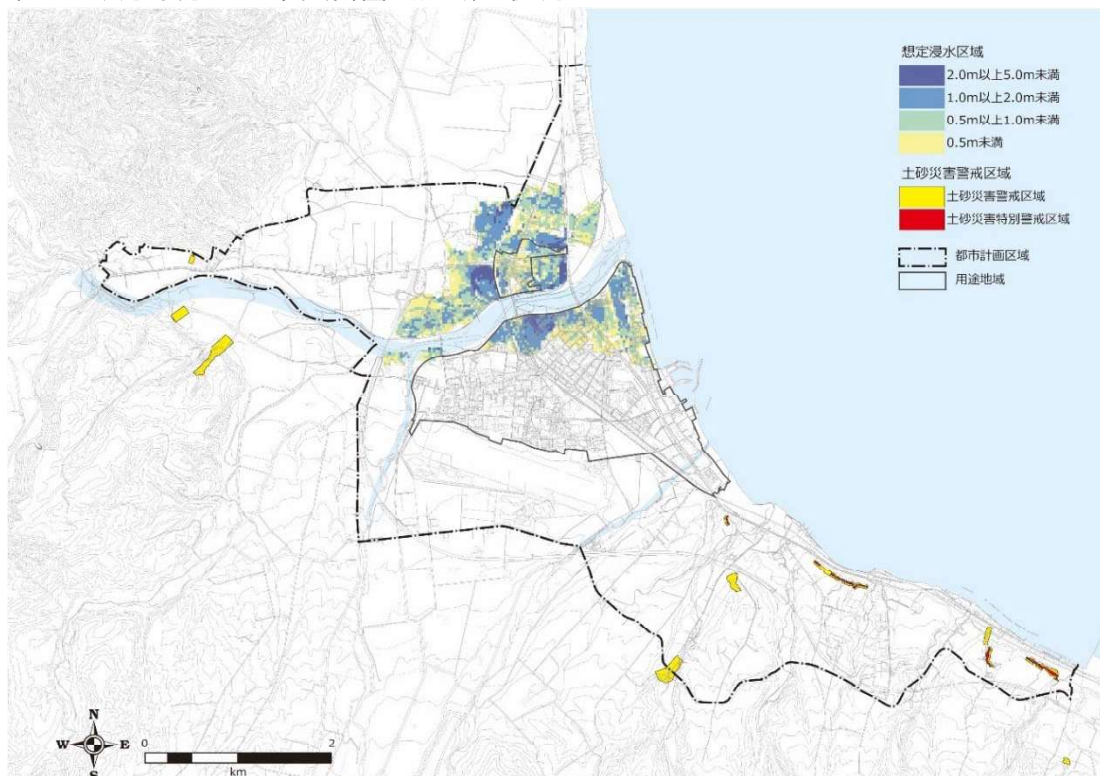 想定浸水区域
2.0m以上5.0m未満
1.0m以上2.0m未満
0.5m以上1.0m未満
0.5m未満
土砂災害警戒区域
土砂災害警戒区域
土砂災害特別警戒区域
都市計画区域
用途地域
N
W E
S
0 2
km